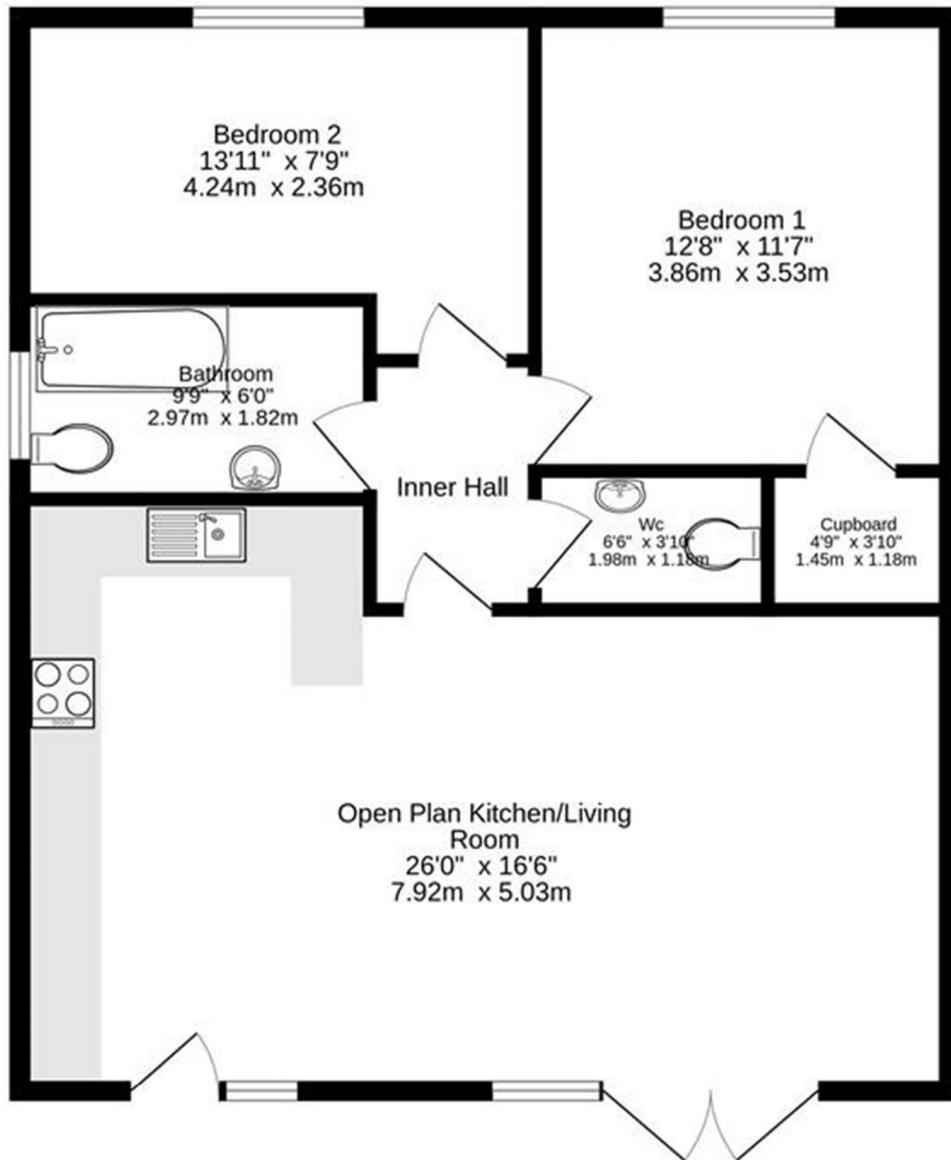 Bedroom 2
13'11" x 7'9"
4.24m x 2.36m
Bedroom 1
12'8" x 11'7"
3.86m x 3.53m
Bathroom
9'9" x 6'0"
2.97m x 1.82m
Inner Hall
Wc
6'6" x 3'10"
1.98m x 1.18m
Cupboard
4'9" x 3'10"
1.45m x 1.18m
Open Plan Kitchen/Living
Room
26'0" x 16'6"
7.92m x 5.03m